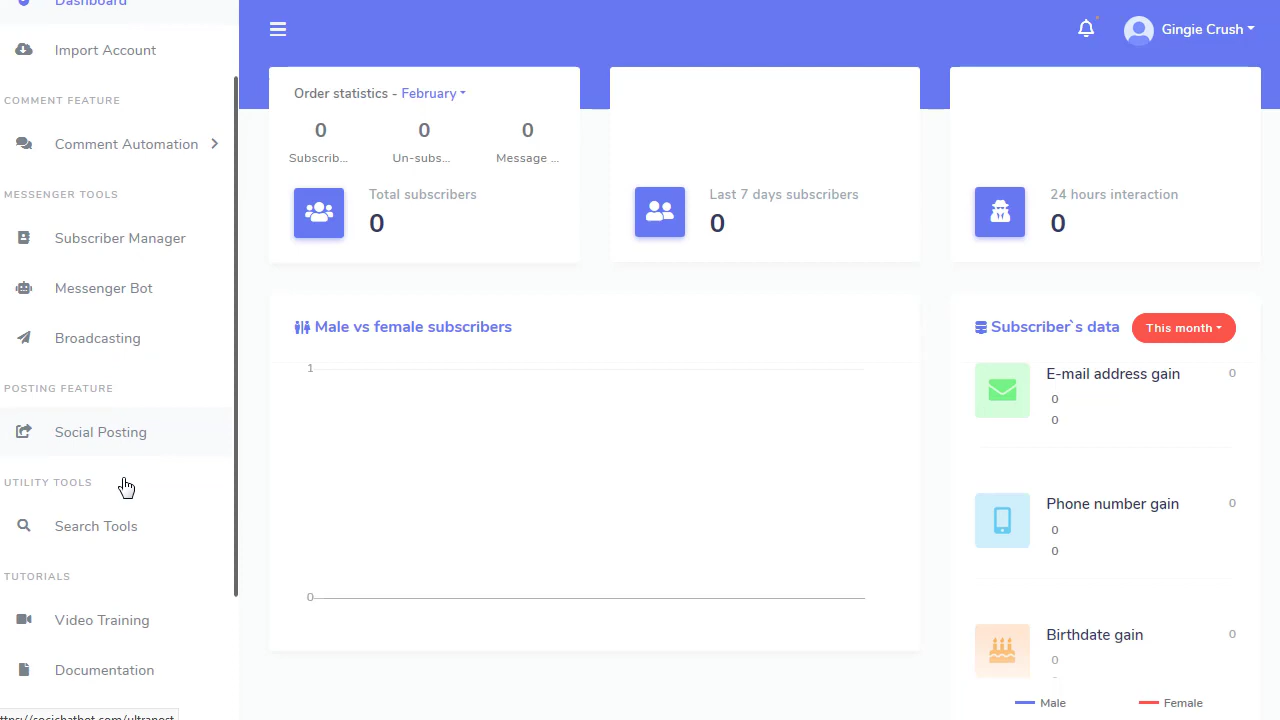 Dashboard
Import Account
COMMENT FEATURE
Comment Automation
MESSENGER TOOLS
Subscriber Manager
Messenger Bot
Broadcasting
POSTING FEATURE
Social Posting
UTILITY TOOLS
Search Tools
TUTORIALS
Video Training
Documentation
ttps://socichatbot.com/ultrapost
Gingie Crush
Order statistics - February
0 0 0
Subscrib... Un-subs... Message ...
Total subscribers
0
Last 7 days subscribers
0
24 hours interaction
0
Male vs female subscribers
1
0
Subscriber`s data This month
E-mail address gain 0
0
0
Phone number gain 0
0
0
Birthdate gain 0
0
Male Female